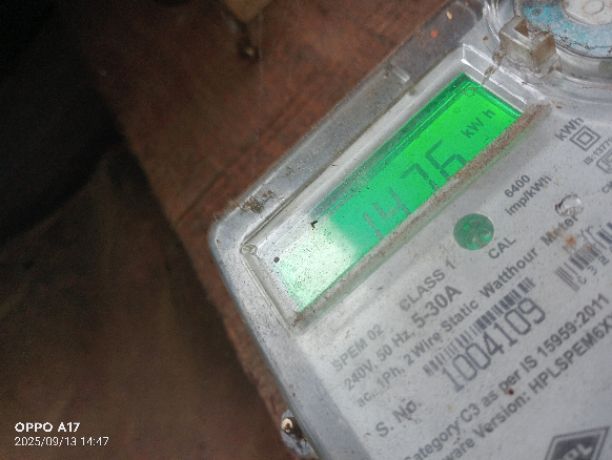 kWh
1476
kWh
6400
imp/kWh
CAL
SPEM 02 CLASS 1
240V, 50 Hz, 5-30A
ac. 1Ph. 2 Wire Static Watthour Meter
S. No. 1004109
Category C3 as per IS 15959:2011
Version: HPLSPEM
OPPO A17
2025/09/13 14:47